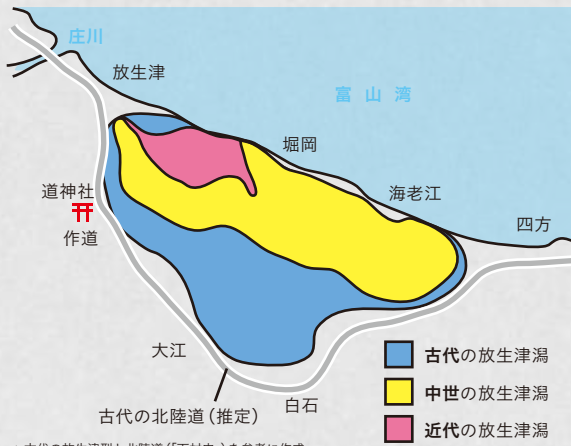 庄川
放生津
富山湾
堀岡
海老江
道神社
四方
作道
大江
古代の放生津潟
中世の放生津潟
近代の放生津潟
古代の北陸道（推定）
白石